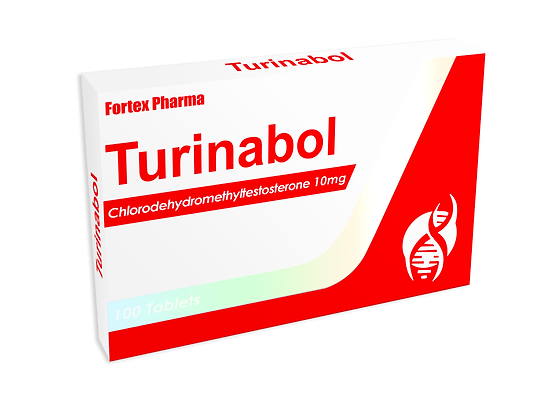 Turinabol
Fortex Pharma
Turinabol
Chlorodehydromethyltestosterone 10mg
Turinabol
100 Tablets